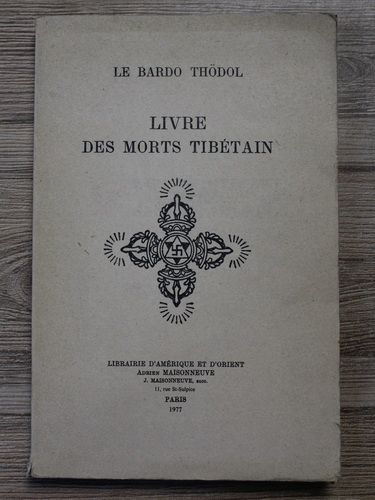 LE BARDO THÖDOL
LIVRE
DES MORTS TIBÉTAIN
LIBRAIRIE D'AMÉRIQUE ET D'ORIENT
ADRIEN MAISONNEUVE
J. MAISONNEUVE, succ.
11, rue St-Sulpice
PARIS
1977